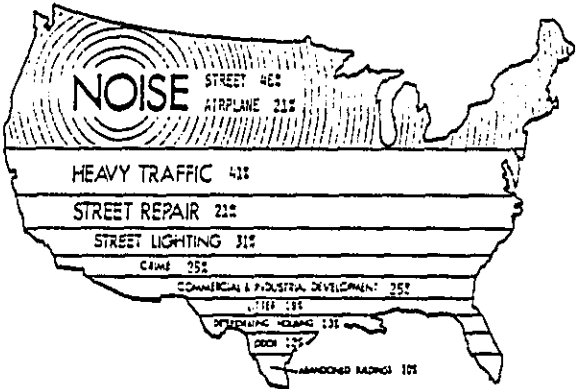 NOISE STREET 46%
AIRPLANE 21%
HEAVY TRAFFIC 41%
STREET REPAIR 21%
STREET LIGHTING 31%
CRIME 25%
COMMERCIAL & INDUSTRIAL DEVELOPMENT 25%
LITTER
DETERIORATING HOUSING 13%
ODOR 12%
ABANDONED BUILDINGS 10%